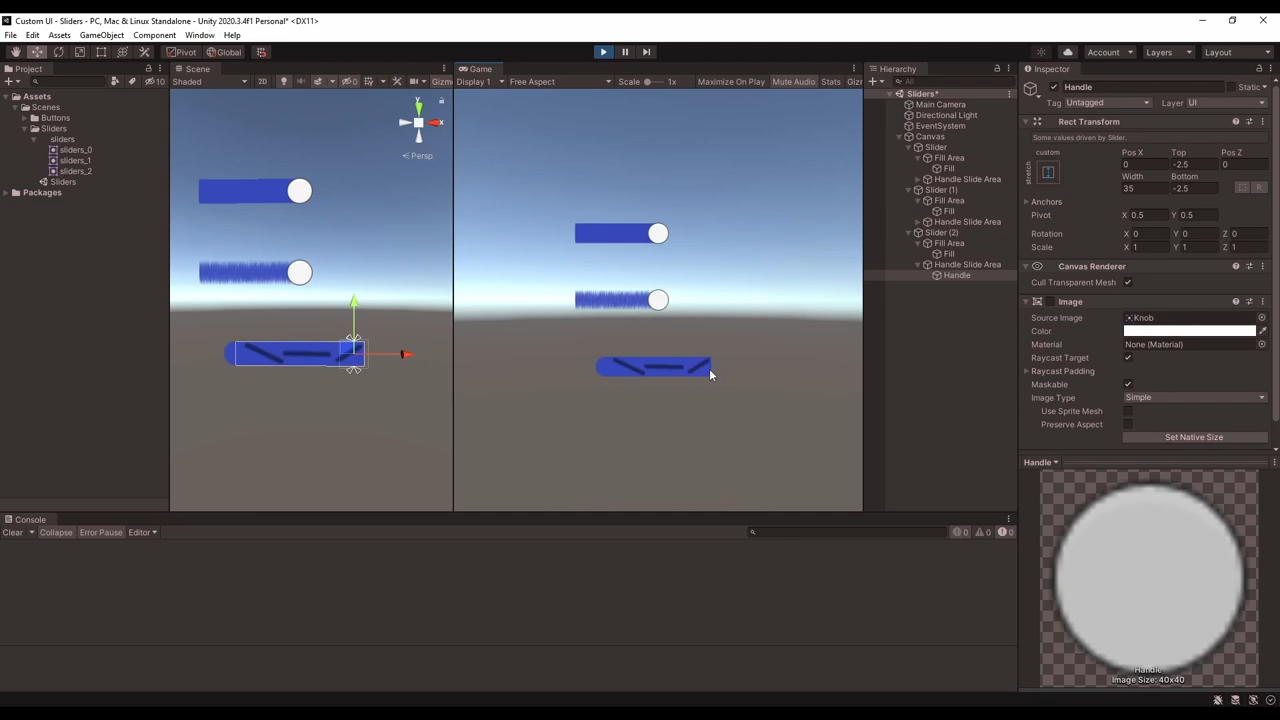 Custom UI - Sliders - PC, Mac & Linux Standalone - Unity 2020.3.4f1 Personal* <DX11>
File Edit Assets GameObject Component Window Help
Pivot Global Account Layers Layout
Project
10
Assets
Scenes
Buttons
Sliders
sliders
sliders_0
sliders_1
sliders_2
Sliders
Packages
Scene
Shaded 2D 0 Gizm
y
x
Persp
Game
Display 1 Free Aspect Scale 1x Maximize On Play Mute Audio Stats Giz
Hierarchy
All
Sliders*
Main Camera
Directional Light
EventSystem
Canvas
Slider
Fill Area
Fill
Handle Slide Area
Slider (1)
Fill Area
Fill
Handle Slide Area
Slider (2)
Fill Area
Fill
Handle Slide Area
Handle
Inspector
Handle Static
Tag Untagged Layer UI
Rect Transform
Some values driven by Slider.
custom Pos X Top Pos Z
stretch 0 -2.5 0
Width Bottom
35 -2.5 R
Anchors
Pivot X 0.5 Y 0.5
Rotation X 0 Y 0 Z 0
Scale X 1 Y 1 Z 1
Canvas Renderer
Cull Transparent Mesh
Image
Source Image Knob
Color
Material None (Material)
Raycast Target
Raycast Padding
Maskable
Image Type Simple
Use Sprite Mesh
Preserve Aspect
Set Native Size
Handle
Handle
Image Size: 40x40
Console
Clear Collapse Error Pause Editor 0 0 0